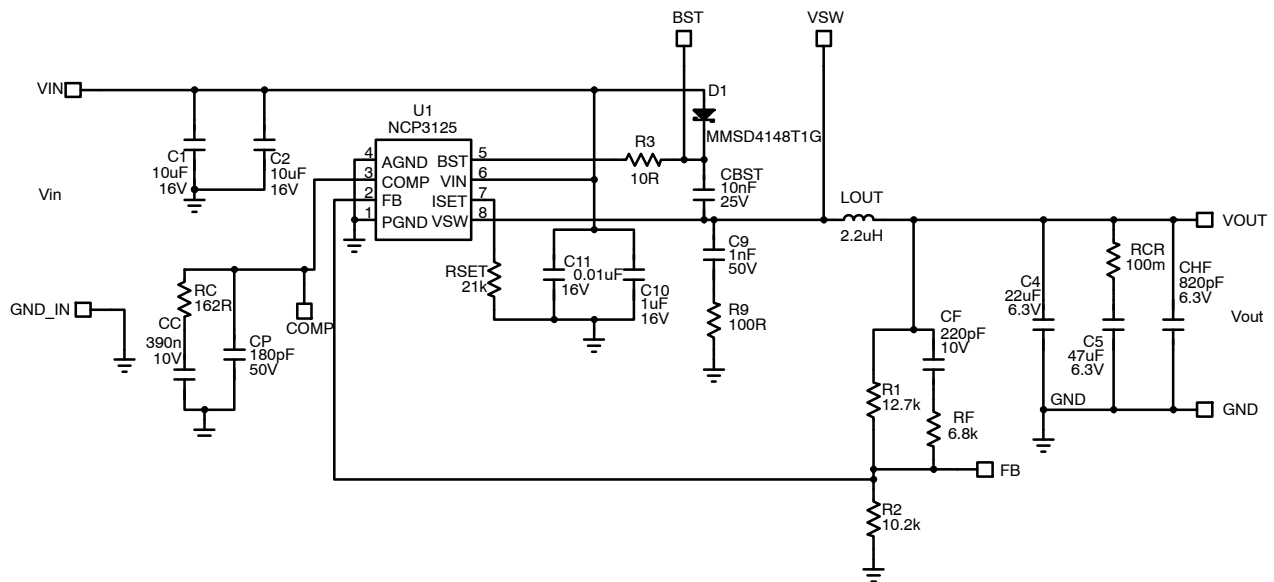 BST
VSW
VIN
D1
U1
NCP3125
MMSD4148T1G
R3
10R
4
AGND
BST
5
3
COMP
VIN
6
2
FB
ISET
7
1
PGND
VSW
8
C1
10uF
16V
C2
10uF
16V
CBST
10nF
25V
Vin
LOUT
2.2uH
VOUT
C9
1nF
50V
RCR
100m
CHF
820pF
6.3V
RSET
21k
C11
0.01uF
16V
C10
1uF
16V
C4
22uF
6.3V
RC
162R
GND_IN
COMP
R9
100R
CF
220pF
10V
Vout
CC
390n
10V
CP
180pF
50V
C5
47uF
6.3V
R1
12.7k
GND
GND
RF
6.8k
FB
R2
10.2k